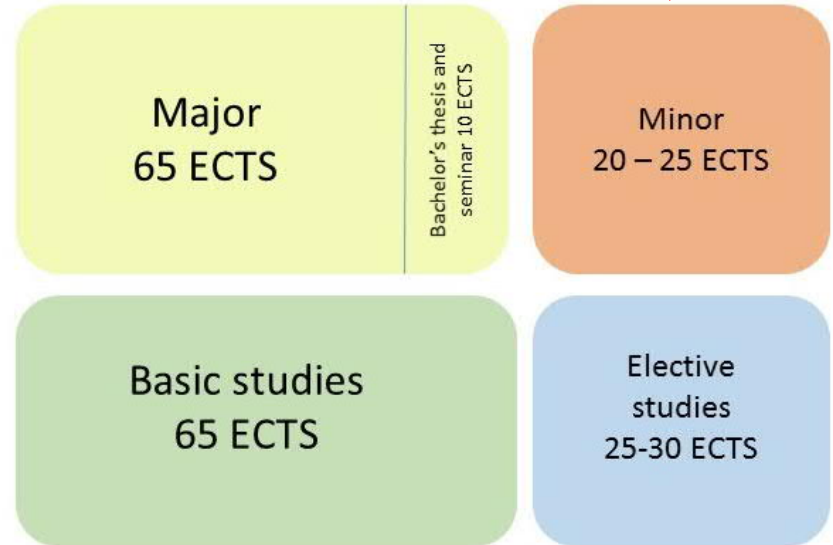 Major
65 ECTS
Bachelor's thesis and
seminar 10 ECTS
Minor
20 – 25 ECTS
Basic studies
65 ECTS
Elective
studies
25-30 ECTS